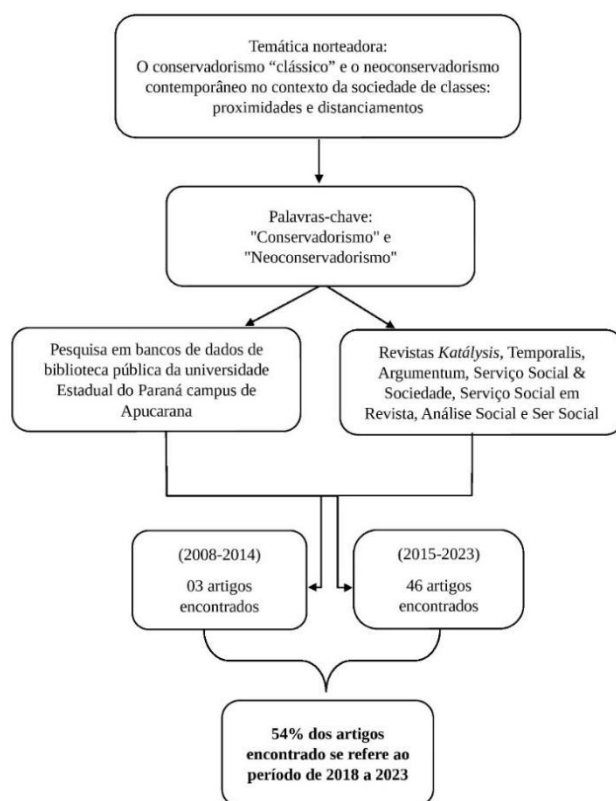 Temática norteadora:
O conservadorismo “clássico” e o neoconservadorismo
contemporâneo no contexto da sociedade de classes:
proximidades e distanciamentos
Palavras-chave:
"Conservadorismo" e
"Neoconservadorismo"
Pesquisa em bancos de dados de
biblioteca pública da universidade
Estadual do Paraná campus de
Apucarana
Revistas Katálysis, Temporalis,
Argumentum, Serviço Social &
Sociedade, Serviço Social em
Revista, Análise Social e Ser Social
(2008-2014)
03 artigos
encontrados
(2015-2023)
46 artigos
encontrados
54% dos artigos
encontrado se refere ao
período de 2018 a 2023